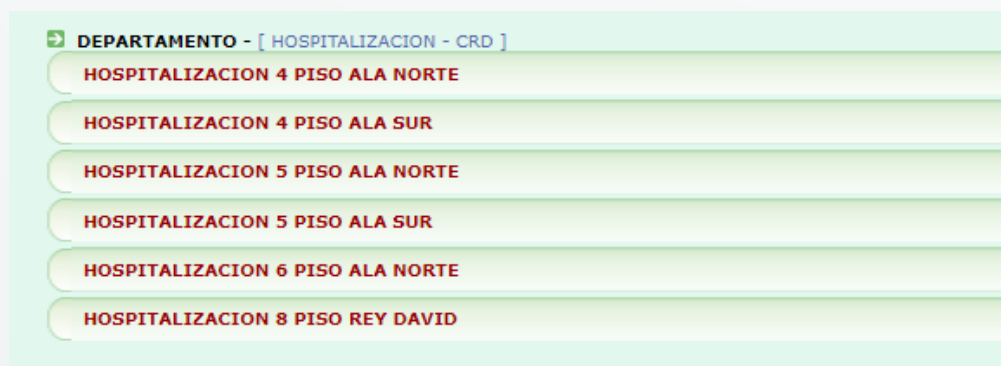 DEPARTAMENTO - [ HOSPITALIZACION - CRD ]
HOSPITALIZACION 4 PISO ALA NORTE
HOSPITALIZACION 4 PISO ALA SUR
HOSPITALIZACION 5 PISO ALA NORTE
HOSPITALIZACION 5 PISO ALA SUR
HOSPITALIZACION 6 PISO ALA NORTE
HOSPITALIZACION 8 PISO REY DAVID